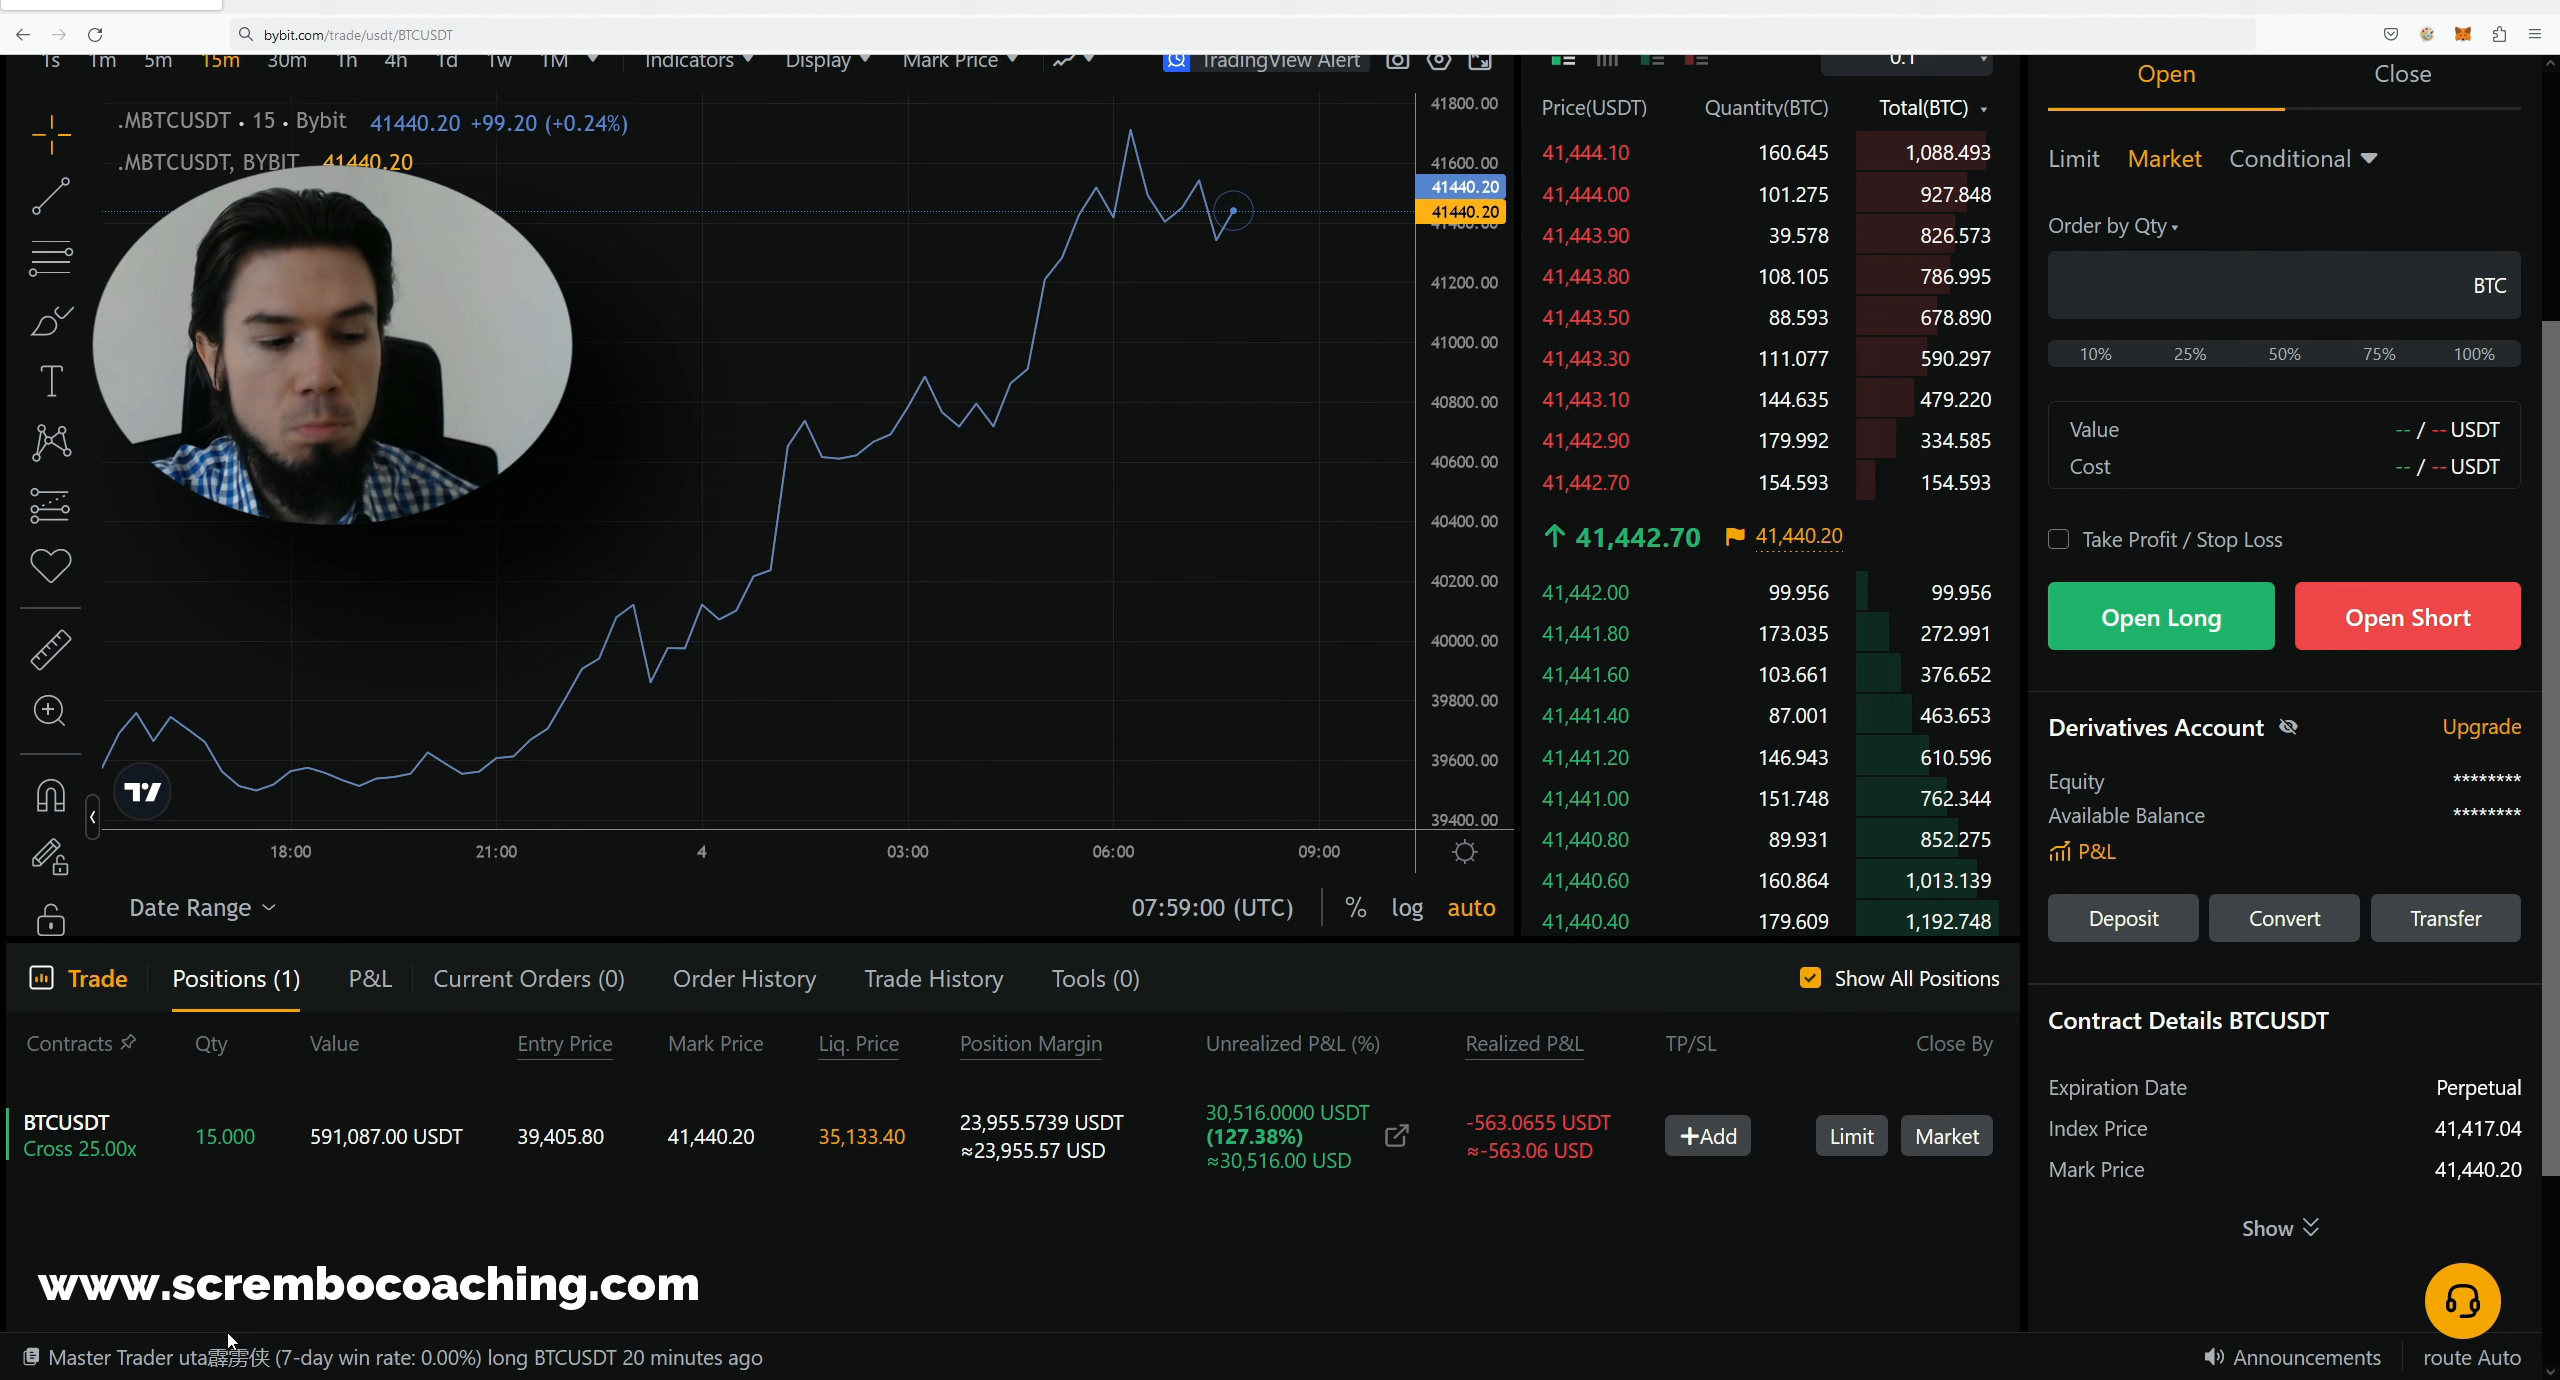 bybit.com/trade/usdt/BTCUSDT
1s 1m 5m 15m 30m 1h 4h 1d 1w 1M Indicators Display Mark Price TradingView Alert
.MBTCUSDT • 15 • Bybit 41440.20 +99.20 (+0.24%)
.MBTCUSDT, BYBIT 41440.20
41800.00
41600.00
41440.20
41440.20
41200.00
41000.00
40800.00
40600.00
40400.00
40200.00
40000.00
39800.00
39600.00
39400.00
18:00 21:00 4 03:00 06:00 09:00
Date Range 07:59:00 (UTC) % log auto
0.1
Price(USDT) Quantity(BTC) Total(BTC)
41,444.10 160.645 1,088.493
41,444.00 101.275 927.848
41,443.90 39.578 826.573
41,443.80 108.105 786.995
41,443.50 88.593 678.890
41,443.30 111.077 590.297
41,443.10 144.635 479.220
41,442.90 179.992 334.585
41,442.70 154.593 154.593
41,442.70 41,440.20
41,442.00 99.956 99.956
41,441.80 173.035 272.991
41,441.60 103.661 376.652
41,441.40 87.001 463.653
41,441.20 146.943 610.596
41,441.00 151.748 762.344
41,440.80 89.931 852.275
41,440.60 160.864 1,013.139
41,440.40 179.609 1,192.748
Open Close
Limit Market Conditional
Order by Qty
BTC
10% 25% 50% 75% 100%
Value -- / -- USDT
Cost -- / -- USDT
Take Profit / Stop Loss
Open Long Open Short
Derivatives Account Upgrade
Equity ********
Available Balance ********
P&L
Deposit Convert Transfer
Contract Details BTCUSDT
Expiration Date Perpetual
Index Price 41,417.04
Mark Price 41,440.20
Show
Trade Positions (1) P&L Current Orders (0) Order History Trade History Tools (0) Show All Positions
Contracts Qty Value Entry Price Mark Price Liq. Price Position Margin Unrealized P&L (%) Realized P&L TP/SL Close By
BTCUSDT
Cross 25.00x
15.000 591,087.00 USDT 39,405.80 41,440.20 35,133.40
23,955.5739 USDT
≈23,955.57 USD
30,516.0000 USDT
(127.38%)
≈30,516.00 USD
-563.0655 USDT
≈-563.06 USD
+Add Limit Market
www.scrembocoaching.com
Master Trader uta霹雳侠 (7-day win rate: 0.00%) long BTCUSDT 20 minutes ago
Announcements route Auto